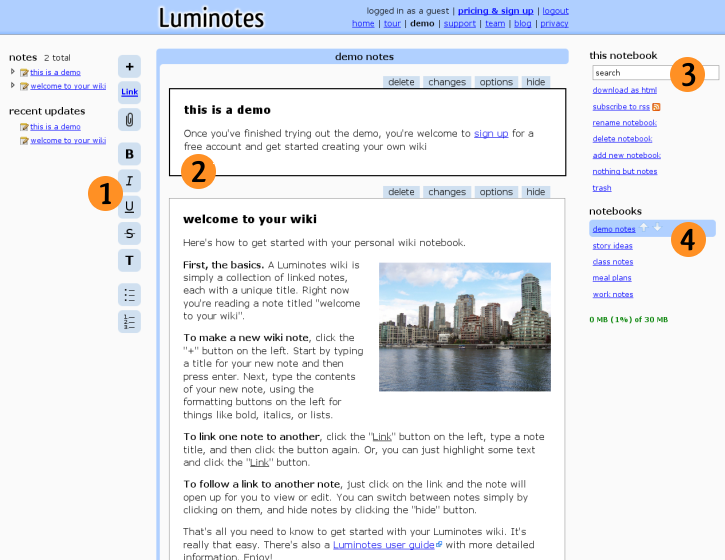 Luminotes
logged in as a guest | pricing & sign up | logout
home | tour | demo | support | team | blog | privacy
notes 2 total
this is a demo
welcome to your wiki
recent updates
this is a demo
welcome to your wiki
+
Link
B
I
U
S
T
1
demo notes
delete changes options hide
this is a demo
Once you've finished trying out the demo, you're welcome to sign up for a
free account and get started creating your own wiki
2
delete changes options hide
welcome to your wiki
Here's how to get started with your personal wiki notebook.
First, the basics. A Luminotes wiki is
simply a collection of linked notes,
each with a unique title. Right now
you're reading a note titled "welcome
to your wiki".
To make a new wiki note, click the
"+" button on the left. Start by typing
a title for your new note and then
press enter. Next, type the contents
of your new note, using the
formatting buttons on the left for
things like bold, italics, or lists.
To link one note to another, click the "Link" button on the left, type a note
title, and then click the button again. Or, you can just highlight some text
and click the "Link" button.
To follow a link to another note, just click on the link and the note will
open up for you to view or edit. You can switch between notes simply by
clicking on them, and hide notes by clicking the "hide" button.
That's all you need to know to get started with your Luminotes wiki. It's
really that easy. There's also a Luminotes user guide with more detailed
information. Enjoy!
this notebook
search
3
download as html
subscribe to rss
rename notebook
delete notebook
add new notebook
nothing but notes
trash
notebooks
demo notes
4
story ideas
class notes
meal plans
work notes
0 MB (1%) of 30 MB